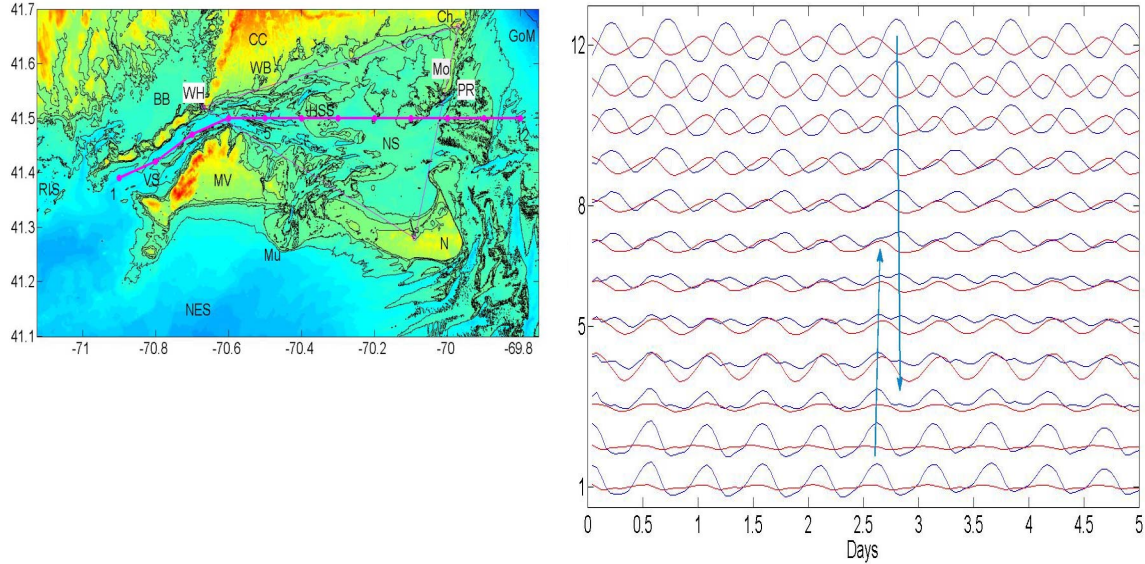 41.7
41.6
41.5
41.4
41.3
41.2
41.1
Ch
GoM
CC
WB
Mo
PR
BB
WH
HSS
NS
RIS
VS
1
MV
N
Mu
NES
-71
-70.8
-70.6
-70.4
-70.2
-70
-69.8
12
8
5
1
0
0.5
1
1.5
2
2.5
3
3.5
4
4.5
5
Days